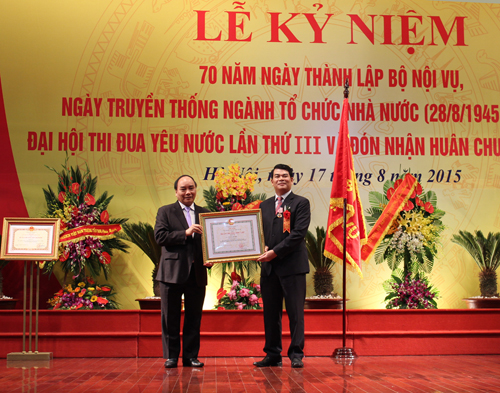 LỄ KỶ NIỆM
70 NĂM NGÀY THÀNH LẬP BỘ NỘI VỤ,
NGÀY TRUYỀN THỐNG NGÀNH TỔ CHỨC NHÀ NƯỚC (28/8/1945
ĐẠI HỘI THI ĐUA YÊU NƯỚC LẦN THỨ III V ĐÓN NHẬN HUÂN CHU
Hà Nội, ngày 17 tháng 8 năm 2015